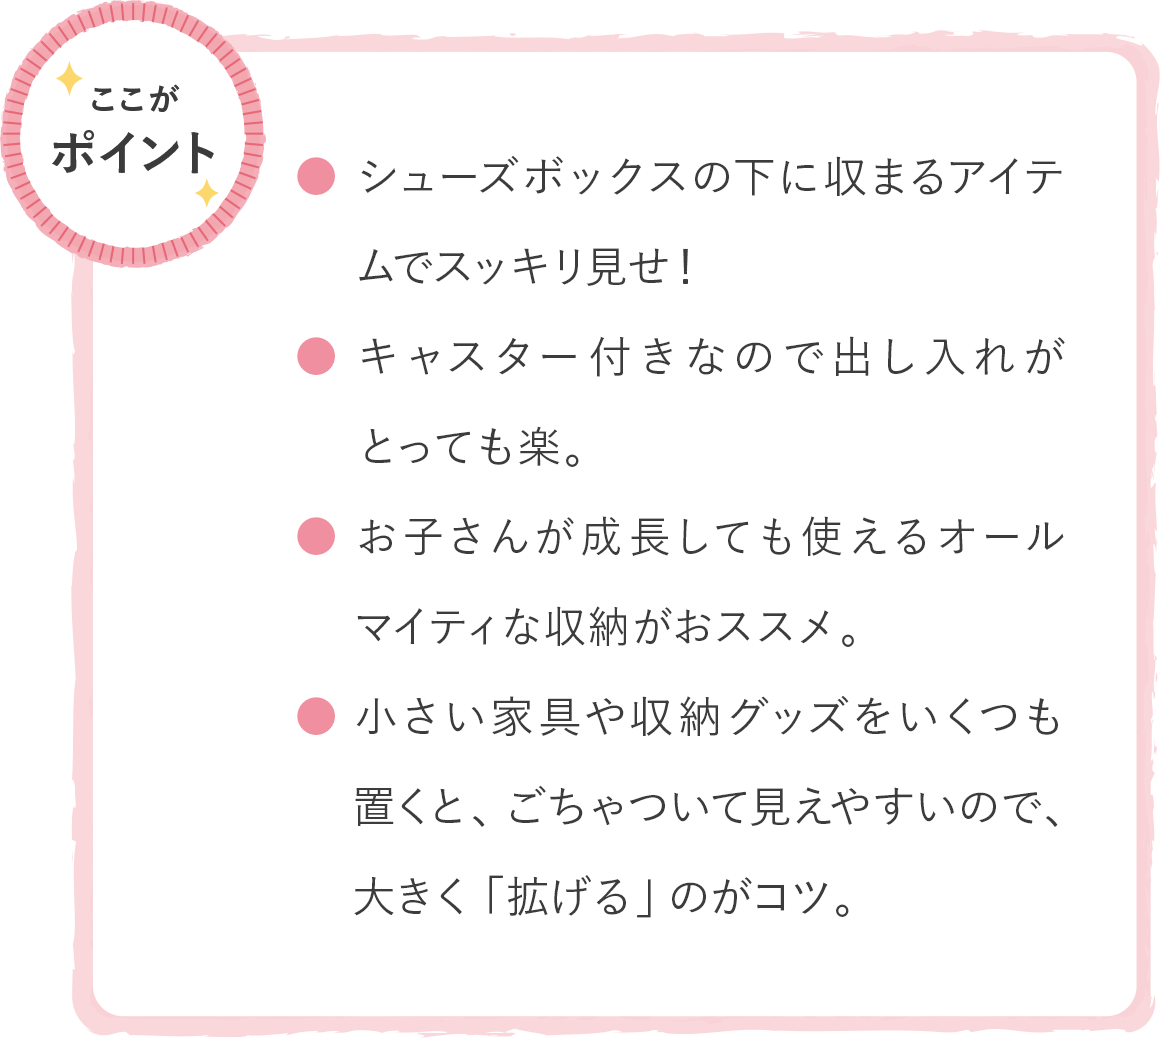 ここが
ポイント
● シューズボックスの下に収まるアイテ
ムでスッキリ見せ！
● キャスター付きなので出し入れが
とっても楽。
● お子さんが成長しても使えるオール
マイティな収納がおススメ。
● 小さい家具や収納グッズをいくつも
置くと、ごちゃついて見えやすいので、
大きく「拡げる」のがコツ。